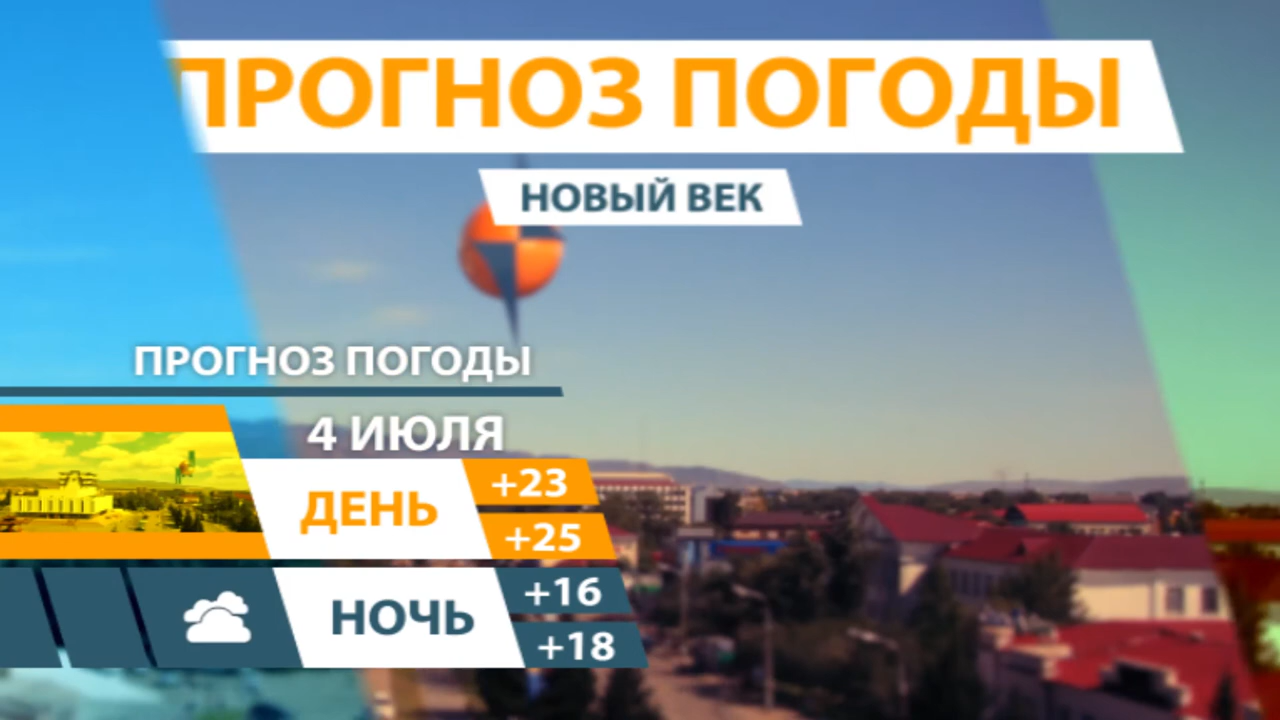 ПРОГНОЗ ПОГОДЫ
НОВЫЙ ВЕК
ПРОГНОЗ ПОГОДЫ
4 ИЮЛЯ
ДЕНЬ
+23
+25
НОЧЬ
+16
+18